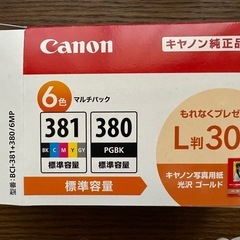 Canon
キヤノン純正品
6色
マルチパック
381
BK C M Y GY
標準容量
380
PGBK
標準容量
標準容量
もれなくプレゼ
L判30
キヤノン写真用紙
光沢 ゴールド
型番:BCI-381+380/6MP